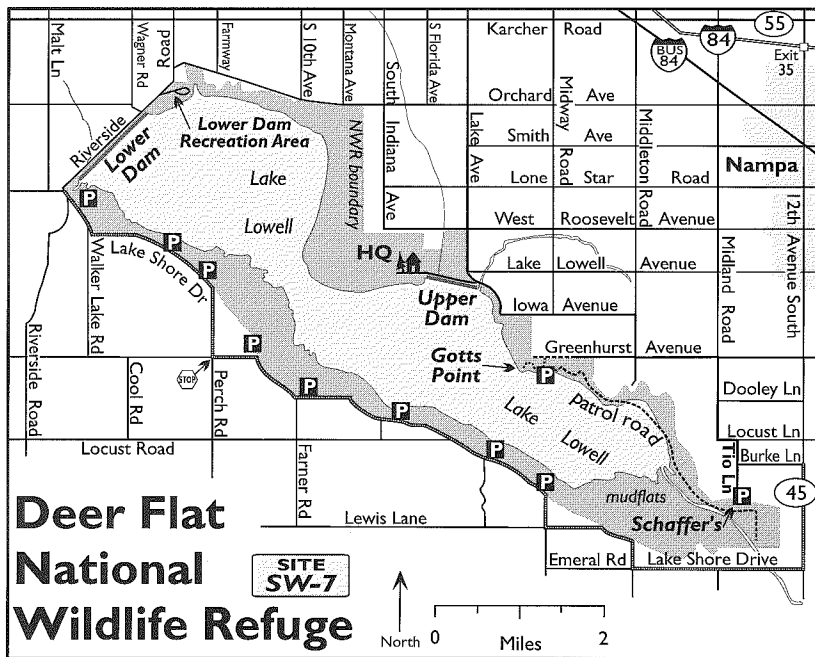 Malt Ln
Wagner Rd
Road
Farmway
S 10th Ave
Montana Ave
South Indiana Ave
S Florida Ave
Karcher Road
BUS 84
84
55
Exit 35
Orchard Ave
Midway Road
Middleton Road
Smith Ave
Lake Ave
Lone Star Road
Nampa
West Roosevelt Avenue
12th Avenue South
Riverside
Lower Dam
Lower Dam
Recreation Area
Lake
Lowell
NWR boundary
HQ
Lake Lowell Avenue
Midland Road
Upper Dam
Iowa Avenue
Greenhurst Avenue
Gotts Point
P
P
P
P
P
P
P
P
P
Lake Shore Dr
Walker Lake Rd
Riverside Road
STOP
Cool Rd
Perch Rd
Locust Road
Farner Rd
Lake
Lowell
patrol road
Dooley Ln
Locust Ln
Burke Ln
Tio Ln
P
45
mudflats
Schaffer's
Lewis Lane
Emeral Rd
Lake Shore Drive
Deer Flat
National
Wildlife Refuge
SITE
SW-7
North
0
Miles
2